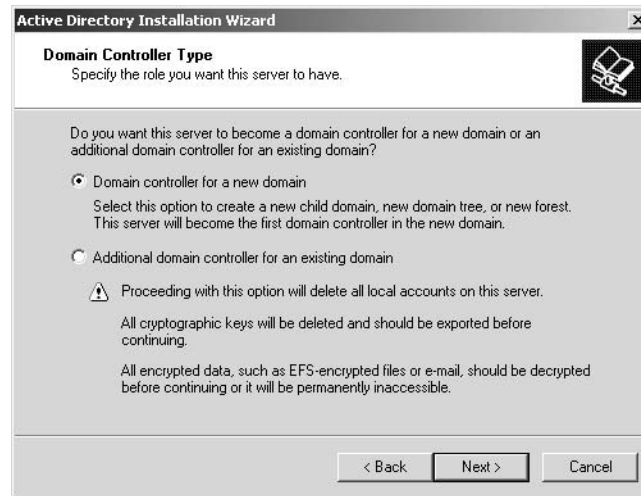 Active Directory Installation Wizard
Domain Controller Type
Specify the role you want this server to have.
Do you want this server to become a domain controller for a new domain or an
additional domain controller for an existing domain?
Domain controller for a new domain
Select this option to create a new child domain, new domain tree, or new forest.
This server will become the first domain controller in the new domain.
Additional domain controller for an existing domain
Proceeding with this option will delete all local accounts on this server.
All cryptographic keys will be deleted and should be exported before
continuing.
All encrypted data, such as EFS-encrypted files or e-mail, should be decrypted
before continuing or it will be permanently inaccessible.
< Back Next > Cancel